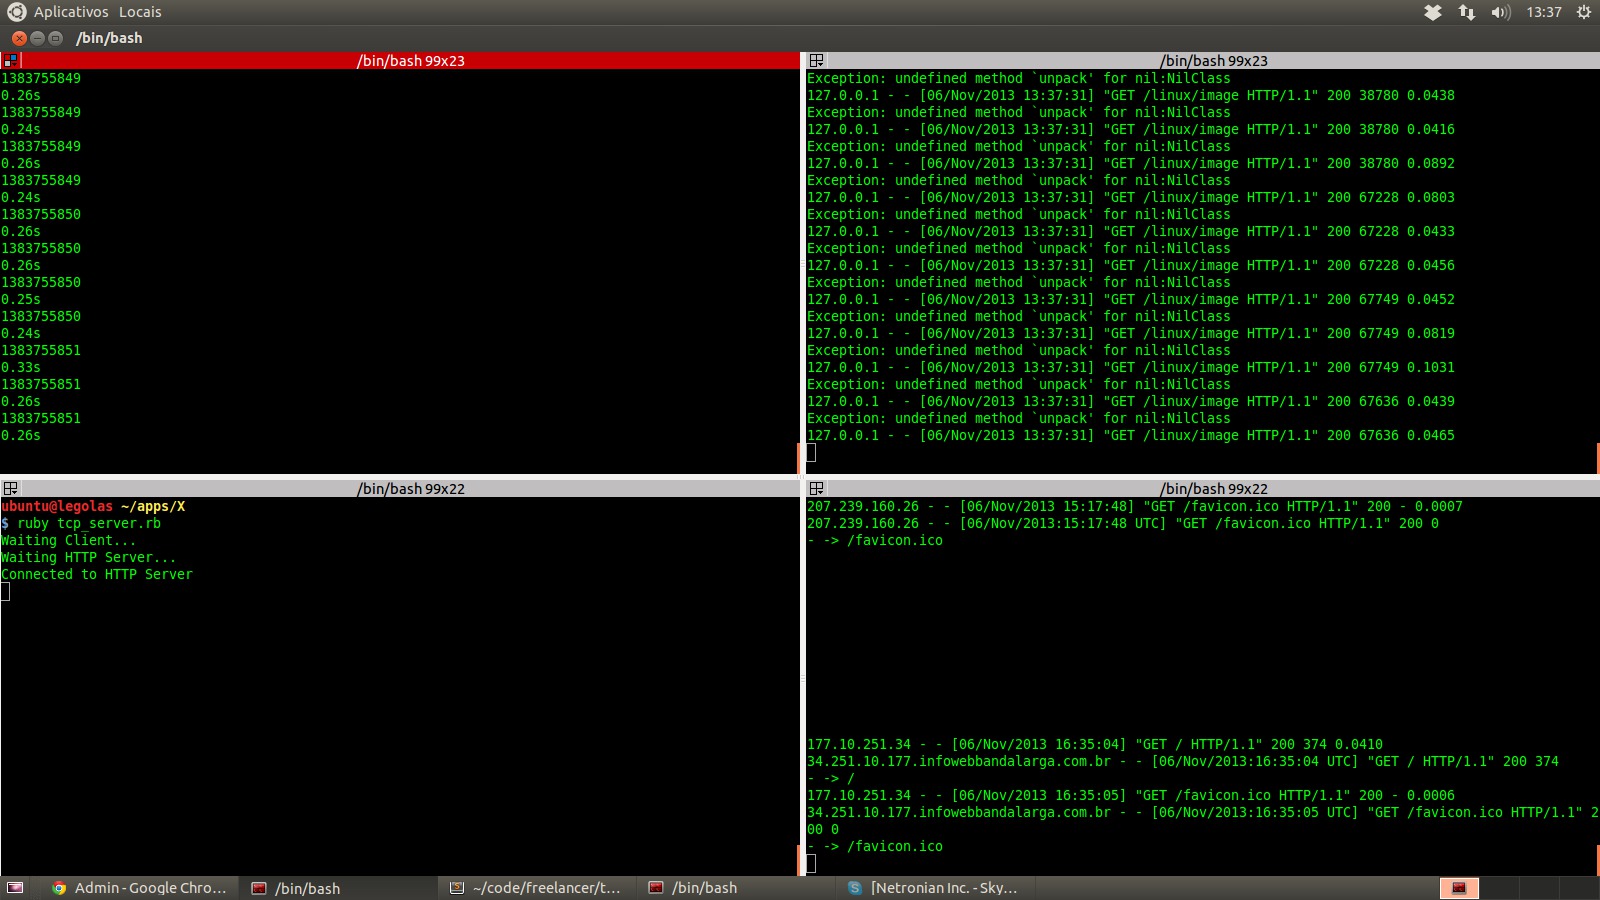 Aplicativos Locais
13:37
/bin/bash
/bin/bash 99x23
1383755849
0.26s
1383755849
0.24s
1383755849
0.26s
1383755849
0.24s
1383755850
0.26s
1383755850
0.26s
1383755850
0.25s
1383755850
0.24s
1383755851
0.33s
1383755851
0.26s
1383755851
0.26s
/bin/bash 99x23
Exception: undefined method `unpack' for nil:NilClass
127.0.0.1 - - [06/Nov/2013 13:37:31] "GET /linux/image HTTP/1.1" 200 38780 0.0438
Exception: undefined method `unpack' for nil:NilClass
127.0.0.1 - - [06/Nov/2013 13:37:31] "GET /linux/image HTTP/1.1" 200 38780 0.0416
Exception: undefined method `unpack' for nil:NilClass
127.0.0.1 - - [06/Nov/2013 13:37:31] "GET /linux/image HTTP/1.1" 200 38780 0.0892
Exception: undefined method `unpack' for nil:NilClass
127.0.0.1 - - [06/Nov/2013 13:37:31] "GET /linux/image HTTP/1.1" 200 67228 0.0803
Exception: undefined method `unpack' for nil:NilClass
127.0.0.1 - - [06/Nov/2013 13:37:31] "GET /linux/image HTTP/1.1" 200 67228 0.0433
Exception: undefined method `unpack' for nil:NilClass
127.0.0.1 - - [06/Nov/2013 13:37:31] "GET /linux/image HTTP/1.1" 200 67228 0.0456
Exception: undefined method `unpack' for nil:NilClass
127.0.0.1 - - [06/Nov/2013 13:37:31] "GET /linux/image HTTP/1.1" 200 67749 0.0452
Exception: undefined method `unpack' for nil:NilClass
127.0.0.1 - - [06/Nov/2013 13:37:31] "GET /linux/image HTTP/1.1" 200 67749 0.0819
Exception: undefined method `unpack' for nil:NilClass
127.0.0.1 - - [06/Nov/2013 13:37:31] "GET /linux/image HTTP/1.1" 200 67749 0.1031
Exception: undefined method `unpack' for nil:NilClass
127.0.0.1 - - [06/Nov/2013 13:37:31] "GET /linux/image HTTP/1.1" 200 67636 0.0439
Exception: undefined method `unpack' for nil:NilClass
127.0.0.1 - - [06/Nov/2013 13:37:31] "GET /linux/image HTTP/1.1" 200 67636 0.0465
/bin/bash 99x22
ubuntu@legolas ~/apps/X
$ ruby tcp_server.rb
Waiting Client...
Waiting HTTP Server...
Connected to HTTP Server
/bin/bash 99x22
207.239.160.26 - - [06/Nov/2013 15:17:48] "GET /favicon.ico HTTP/1.1" 200 - 0.0007
207.239.160.26 - - [06/Nov/2013:15:17:48 UTC] "GET /favicon.ico HTTP/1.1" 200 0
- -> /favicon.ico
177.10.251.34 - - [06/Nov/2013 16:35:04] "GET / HTTP/1.1" 200 374 0.0410
34.251.10.177.infowebbandalarga.com.br - - [06/Nov/2013:16:35:04 UTC] "GET / HTTP/1.1" 200 374
- -> /
177.10.251.34 - - [06/Nov/2013 16:35:05] "GET /favicon.ico HTTP/1.1" 200 - 0.0006
34.251.10.177.infowebbandalarga.com.br - - [06/Nov/2013:16:35:05 UTC] "GET /favicon.ico HTTP/1.1" 2
00 0
- -> /favicon.ico
Admin - Google Chro...
/bin/bash
~/code/freelancer/t...
/bin/bash
[Netronian Inc. - Sky...